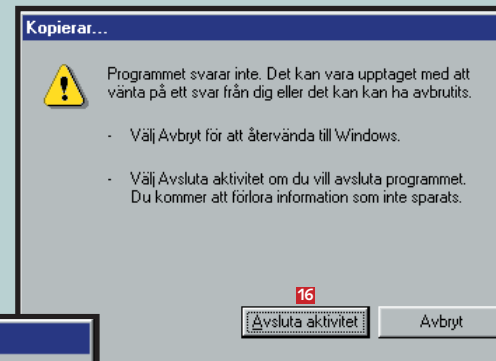 Kopierar...
Programmet svarar inte. Det kan vara upptaget med att
vänta på ett svar från dig eller det kan kan ha avbrutits.
- Välj Avbryt för att återvända till Windows.
- Välj Avsluta aktivitet om du vill avsluta programmet.
Du kommer att förlora information som inte sparats.
16
Avsluta aktivitet Avbryt